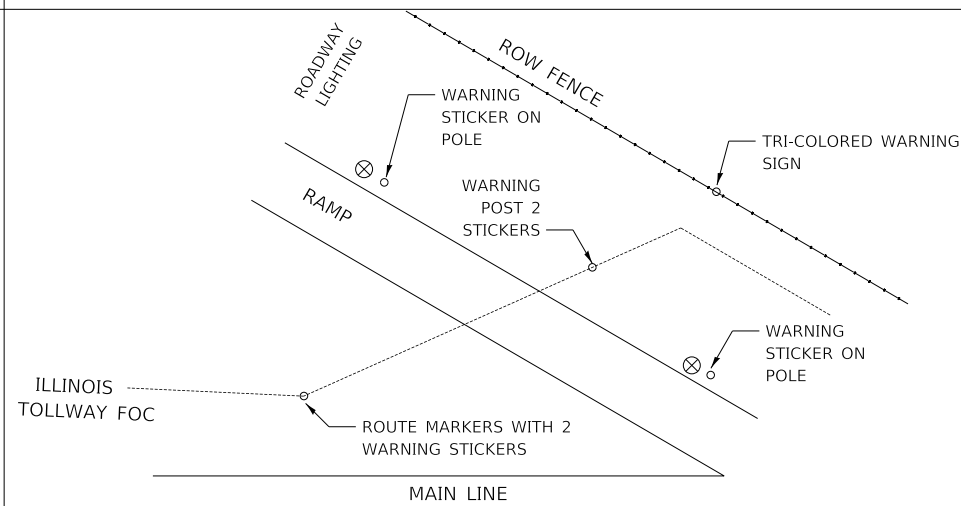 ROADWAY
LIGHTING
ROW FENCE
WARNING
STICKER ON
POLE
TRI-COLORED WARNING
SIGN
WARNING
POST 2
STICKERS
RAMP
WARNING
STICKER ON
POLE
ILLINOIS
TOLLWAY FOC
ROUTE MARKERS WITH 2
WARNING STICKERS
MAIN LINE